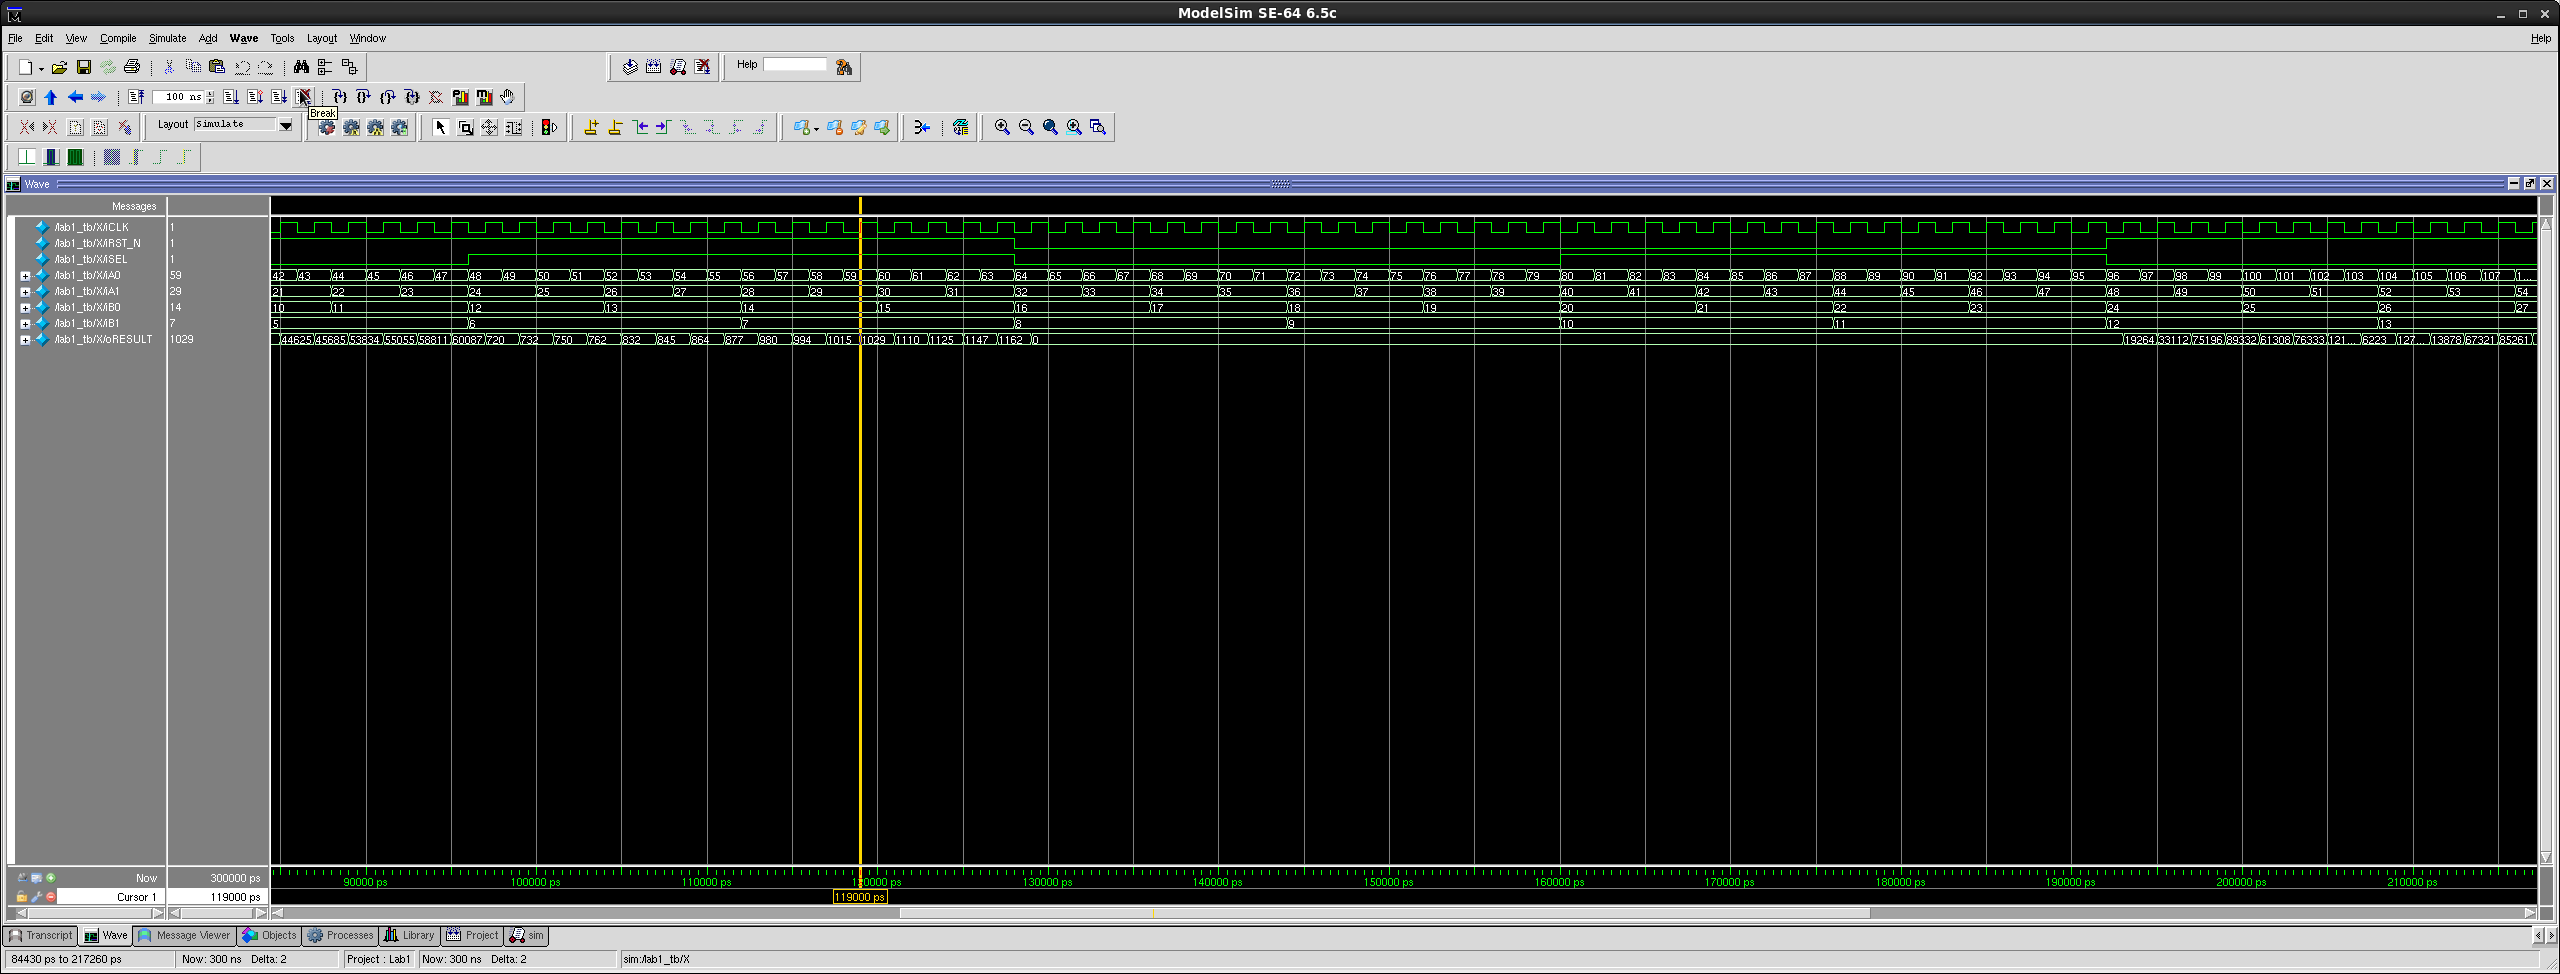 ModelSim SE-64 6.5c
File Edit View Compile Simulate Add Wave Tools Layout Window Help
Help
100 ns
Break
Layout Simulate
Wave
Messages
/lab1_tb/X/iCLK 1
/lab1_tb/X/iRST_N 1
/lab1_tb/X/iSEL 1
/lab1_tb/X/iA0 59 42 43 44 45 46 47 48 49 50 51 52 53 54 55 56 57 58 59 60 61 62 63 64 65 66 67 68 69 70 71 72 73 74 75 76 77 78 79 80 81 82 83 84 85 86 87 88 89 90 91 92 93 94 95 96 97 98 99 100 101 102 103 104 105 106 107 1...
/lab1_tb/X/iA1 29 21 22 23 24 25 26 27 28 29 30 31 32 33 34 35 36 37 38 39 40 41 42 43 44 45 46 47 48 49 50 51 52 53 54
/lab1_tb/X/iB0 14 10 11 12 13 14 15 16 17 18 19 20 21 22 23 24 25 26 27
/lab1_tb/X/iB1 7 5 6 7 8 9 10 11 12 13
/lab1_tb/X/oRESULT 1029 44625 45685 53834 55055 58811 60087 720 732 750 762 832 845 864 877 980 994 1015 1029 1110 1125 1147 1162 0 19264 33112 75196 89332 61308 76333 121... 6223 127... 13878 67321 85261
Now 300000 ps 90000 ps 100000 ps 110000 ps 120000 ps 130000 ps 140000 ps 150000 ps 160000 ps 170000 ps 180000 ps 190000 ps 200000 ps 210000 ps
Cursor 1 119000 ps 119000 ps
Transcript Wave Message Viewer Objects Processes Library Project sim
84430 ps to 217260 ps Now: 300 ns Delta: 2 Project : Lab1 Now: 300 ns Delta: 2 sim:/lab1_tb/X